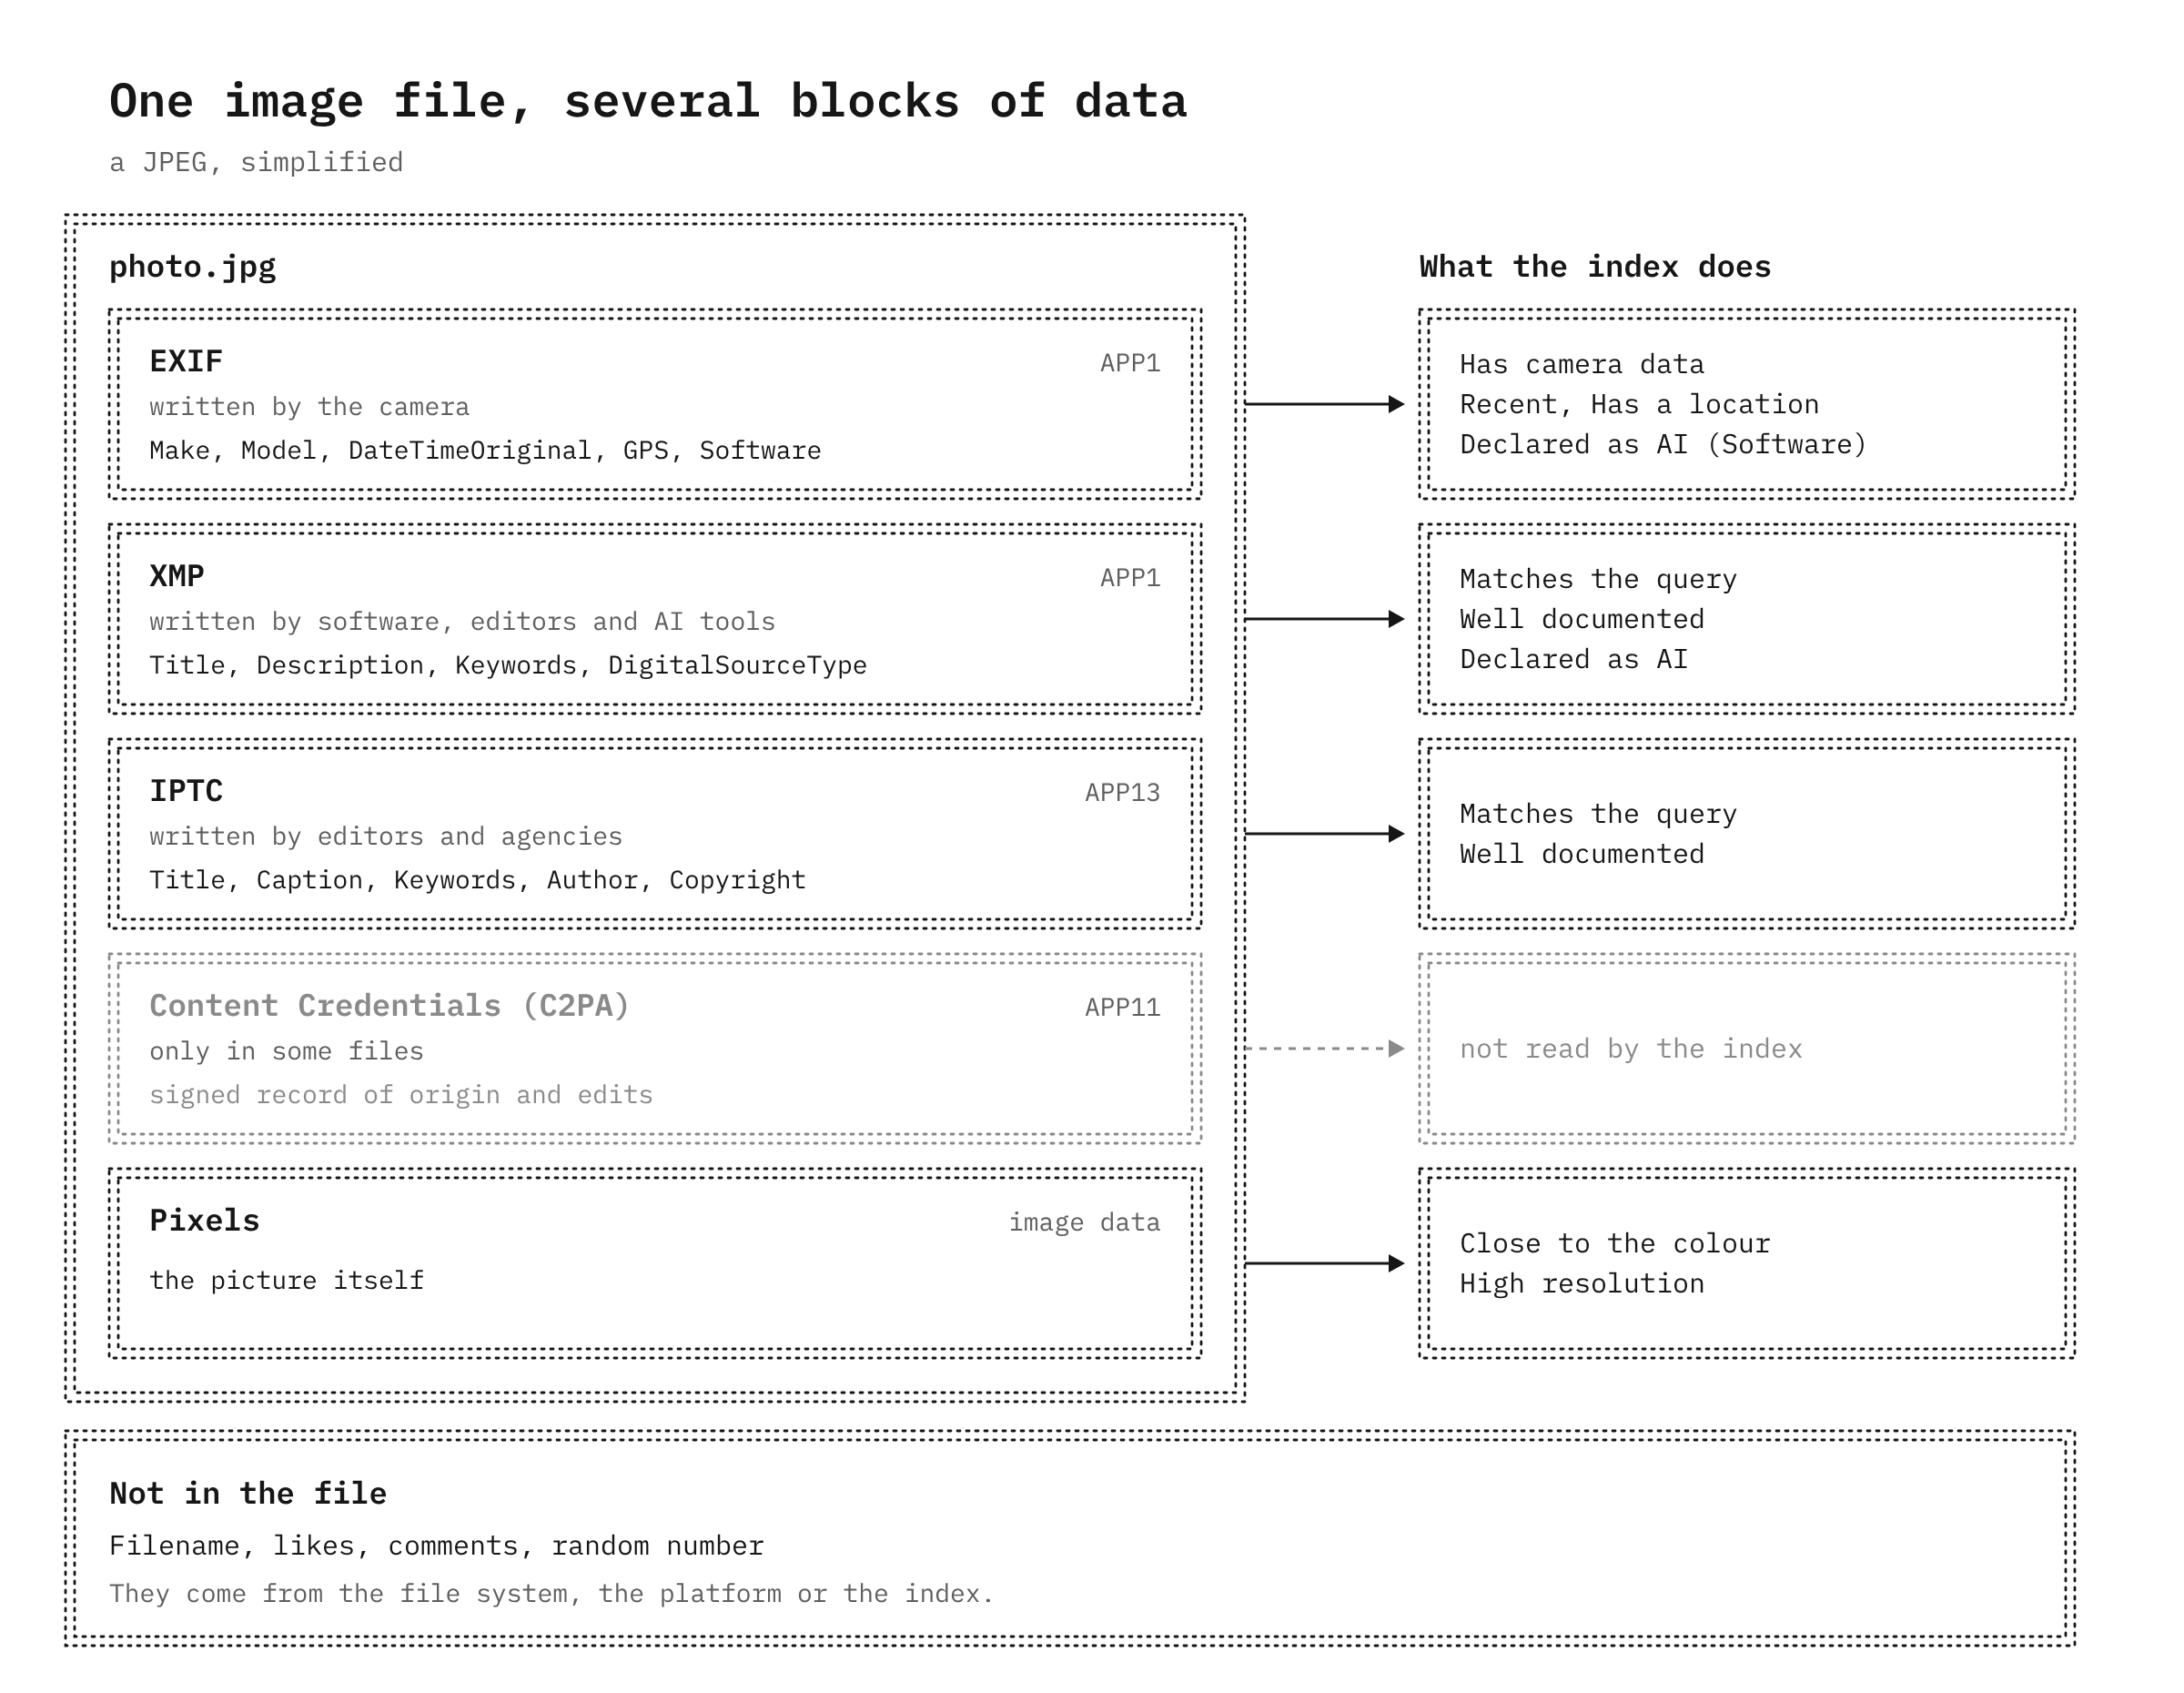 One image file, several blocks of data
a JPEG, simplified
photo.jpg
What the index does
EXIF
APP1
written by the camera
Make, Model, DateTimeOriginal, GPS, Software
Has camera data
Recent, Has a location
Declared as AI (Software)
XMP
APP1
written by software, editors and AI tools
Title, Description, Keywords, DigitalSourceType
Matches the query
Well documented
Declared as AI
IPTC
APP13
written by editors and agencies
Title, Caption, Keywords, Author, Copyright
Matches the query
Well documented
Content Credentials (C2PA)
APP11
only in some files
signed record of origin and edits
not read by the index
Pixels
image data
the picture itself
Close to the colour
High resolution
Not in the file
Filename, likes, comments, random number
They come from the file system, the platform or the index.